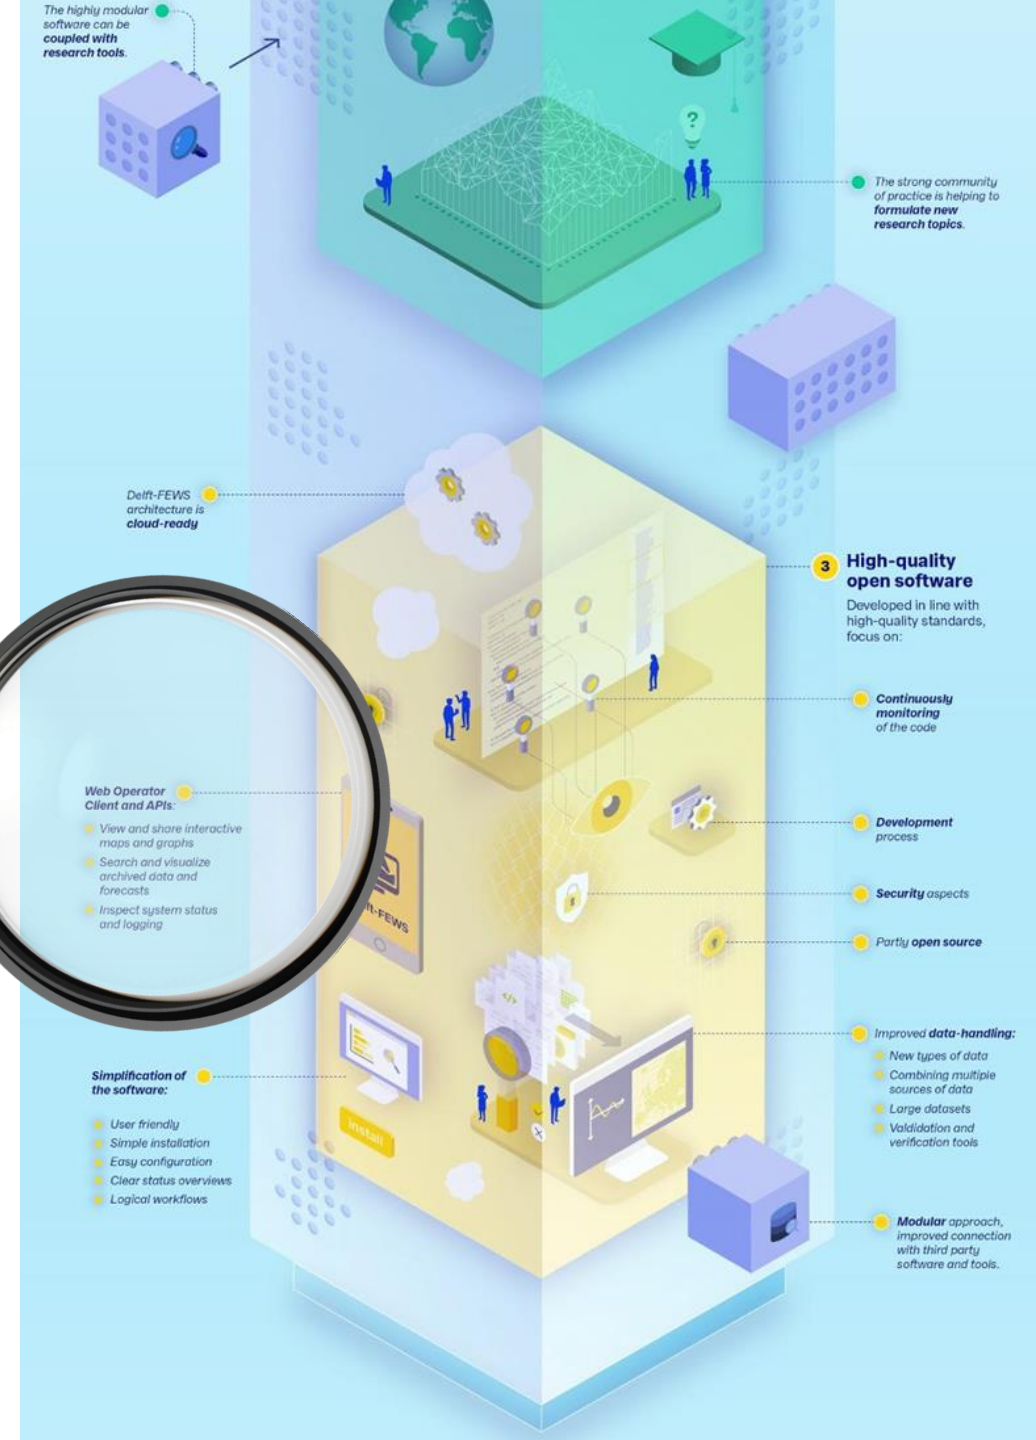 The highly modular
software can be
coupled with
research tools.
?
The strong community
of practice is helping to
formulate new
research topics.
Delft-FEWS
architecture is
cloud-ready
3 High-quality
open software
Developed in line with
high-quality standards,
focus on:
Continuously
monitoring
of the code
Web Operator
Client and APIs:
View and share interactive
maps and graphs
Search and visualize
archived data and
forecasts
Inspect system status
and logging
Development
process
Security aspects
Partly open source
ft-FEWS
</>
Improved data-handling:
New types of data
Combining multiple
sources of data
Large datasets
Valdidation and
verification tools
Simplification of
the software:
User friendly
Simple installation
Easy configuration
Clear status overviews
Logical workflows
install
Modular approach,
improved connection
with third party
software and tools.